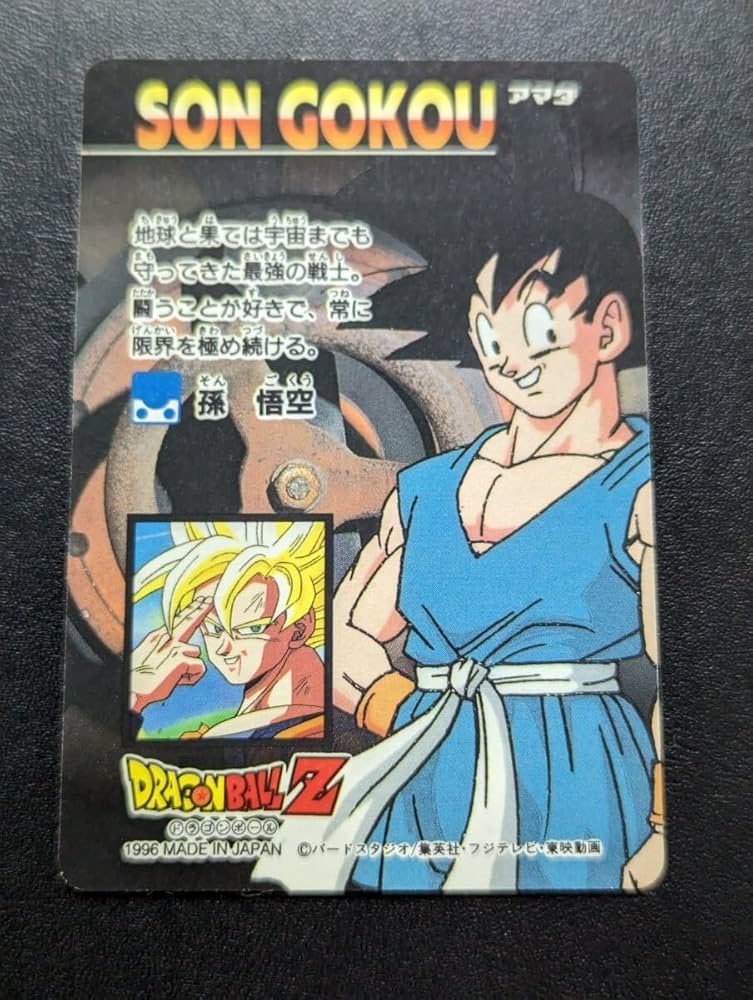 SON GOKOU アマダ
地球と果ては宇宙までも
守ってきた最強の戦士。
闘うことが好きで、常に
限界を極め続ける。
孫 悟空
DRAGON BALL Z
ドラゴンボール
1996 MADE IN JAPAN ©バードスタジオ/集英社・フジテレビ・東映動画